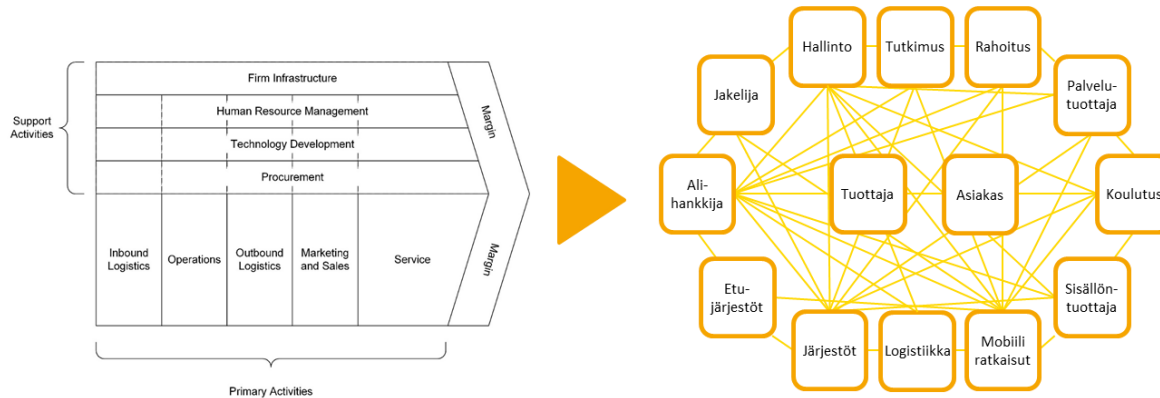 Support
Activities
Firm Infrastructure
Human Resource Management
Technology Development
Procurement
Margin
Inbound
Logistics
Operations
Outbound
Logistics
Marketing
and Sales
Service
Margin
Primary Activities
Hallinto
Tutkimus
Rahoitus
Jakelija
Palvelu-
tuottaja
Ali-
hankkija
Tuottaja
Asiakas
Koulutus
Etu-
järjestöt
Sisällön-
tuottaja
Järjestöt
Logistiikka
Mobiili
ratkaisut